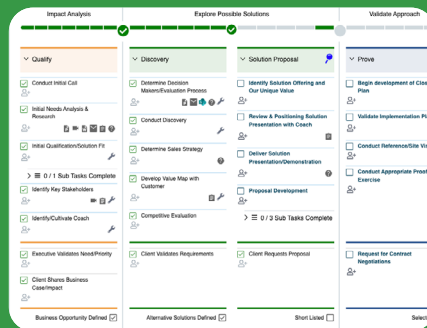 Impact Analysis
Explore Possible Solutions
Validate Approach
Qualify
Conduct Initial Call
Initial Needs Analysis &
Research
Initial Qualification/Solution Fit
0 / 1 Sub Tasks Complete
Identify Key Stakeholders
Identify/Cultivate Coach
Executive Validates Need/Priority
Client Shares Business
Case/Impact
Business Opportunity Defined
Discovery
Determine Decision
Makers/Evaluation Process
Conduct Discovery
Determine Sales Strategy
Develop Value Map with
Customer
Competitive Evaluation
Client Validates Requirements
Alternative Solutions Defined
Solution Proposal
Identify Solution Offering and
Our Unique Value
Review & Positioning Solution
Presentation with Coach
Deliver Solution
Presentation/Demonstration
Proposal Development
0 / 3 Sub Tasks Complete
Client Requests Proposal
Short Listed
Prove
Begin development of Clos
Plan
Validate Implementation Pl
Conduct Reference/Site Vi
Conduct Appropriate Proof
Exercise
Request for Contract
Negotiations
Select